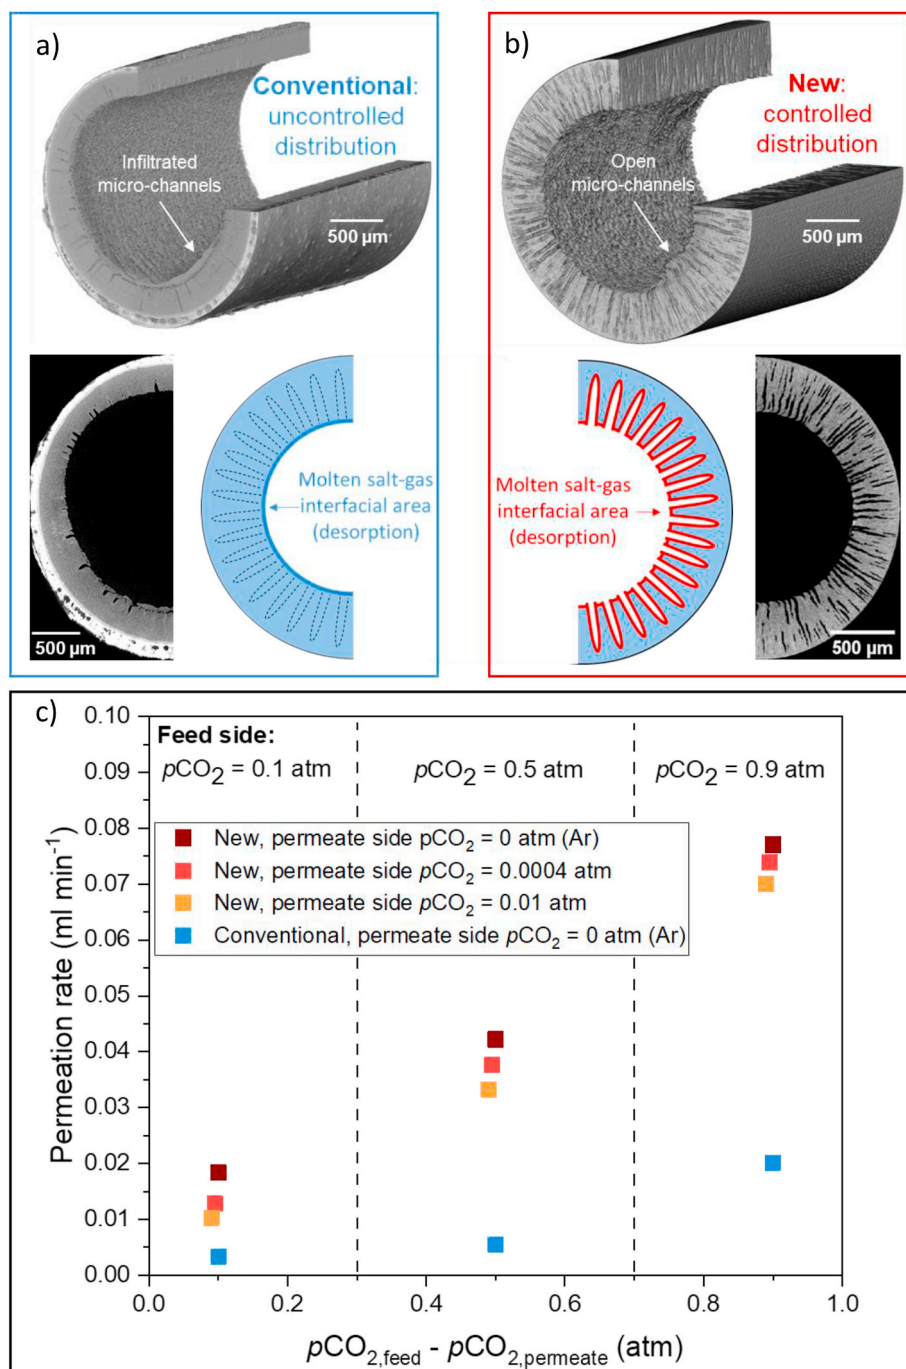 a)
Conventional:
uncontrolled
distribution
Infiltrated
micro-channels
500 µm
500 µm
Molten salt-gas
interfacial area
(desorption)
b)
New:
controlled
distribution
Open
micro-channels
500 µm
Molten salt-gas
interfacial area
(desorption)
500 µm
c)
Feed side:
pCO₂ = 0.1 atm
pCO₂ = 0.5 atm
pCO₂ = 0.9 atm
New, permeate side pCO₂ = 0 atm (Ar)
New, permeate side pCO₂ = 0.0004 atm
New, permeate side pCO₂ = 0.01 atm
Conventional, permeate side pCO₂ = 0 atm (Ar)
Permeation rate (ml min⁻¹)
0.10
0.09
0.08
0.07
0.06
0.05
0.04
0.03
0.02
0.01
0.00
0.0 0.2 0.4 0.6 0.8 1.0
pCO₂,feed - pCO₂,permeate (atm)